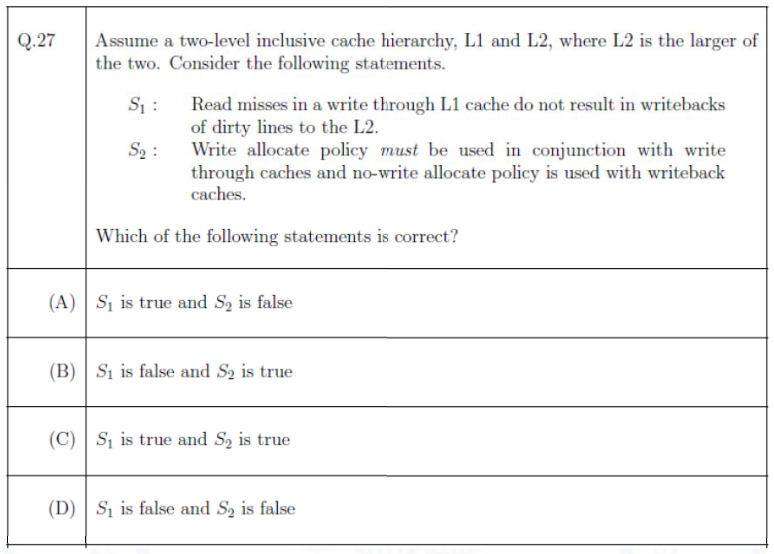 Q.27 Assume a two-level inclusive cache hierarchy, L1 and L2, where L2 is the larger of
the two. Consider the following statements.
S₁ : Read misses in a write through L1 cache do not result in writebacks
of dirty lines to the L2.
S₂ : Write allocate policy must be used in conjunction with write
through caches and no-write allocate policy is used with writeback
caches.
Which of the following statements is correct?
(A) S₁ is true and S₂ is false
(B) S₁ is false and S₂ is true
(C) S₁ is true and S₂ is true
(D) S₁ is false and S₂ is false